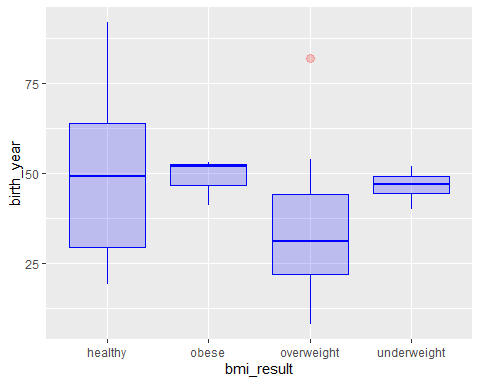 75
50
25
birth_year
healthy obese overweight underweight
bmi_result